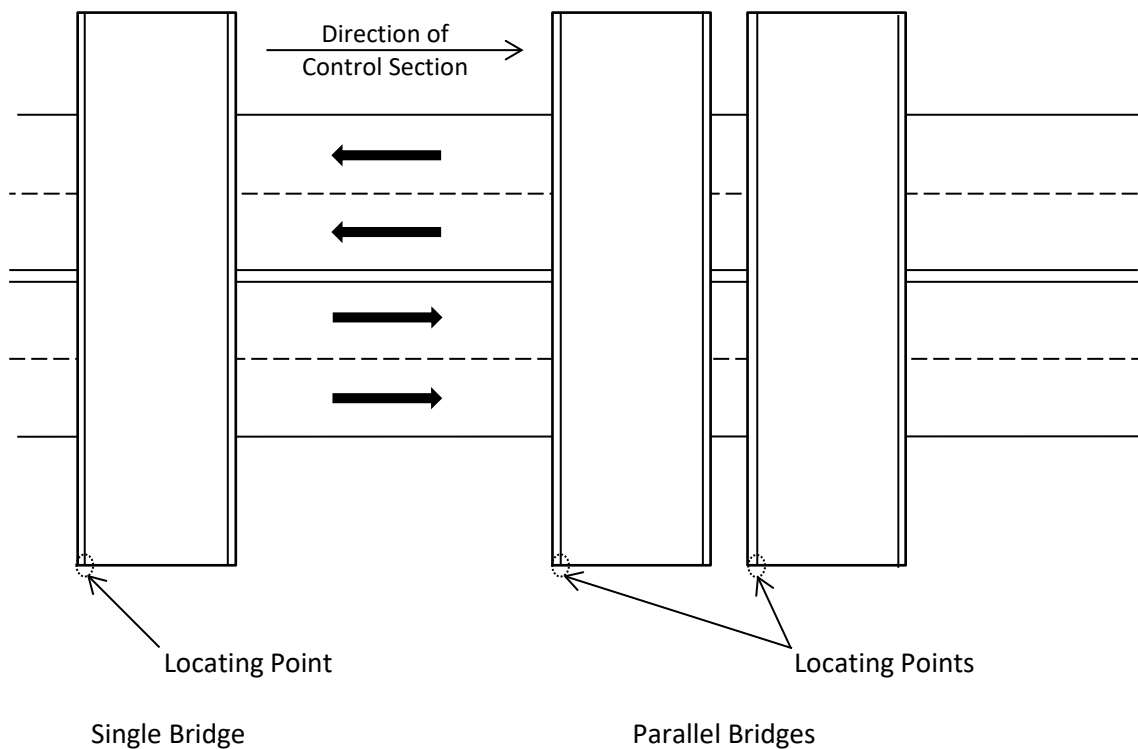 Direction of
Control Section
Locating Point
Locating Points
Single Bridge
Parallel Bridges